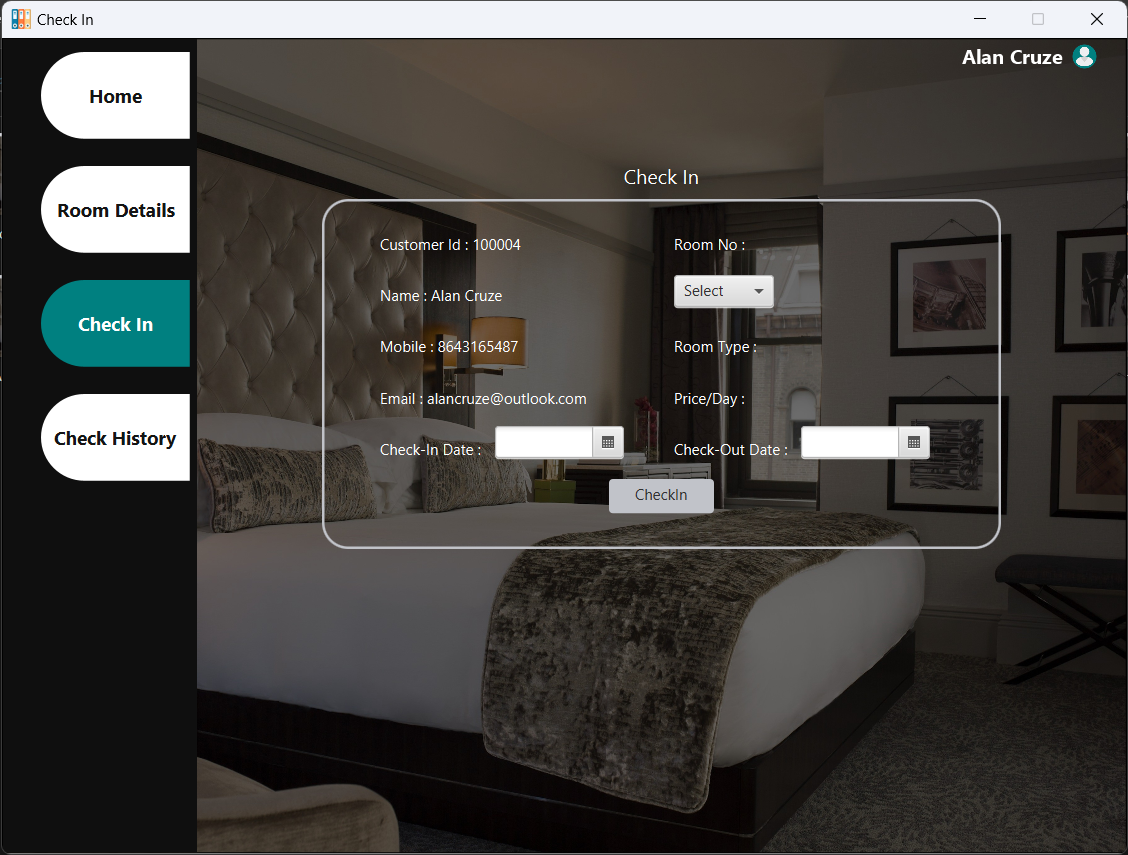 Check In
Alan Cruze
Home
Room Details
Check In
Check History
Check In
Customer Id : 100004
Room No :
Name : Alan Cruze
Select
Mobile : 8643165487
Room Type :
Email : alancruze@outlook.com
Price/Day :
Check-In Date :
Check-Out Date :
CheckIn